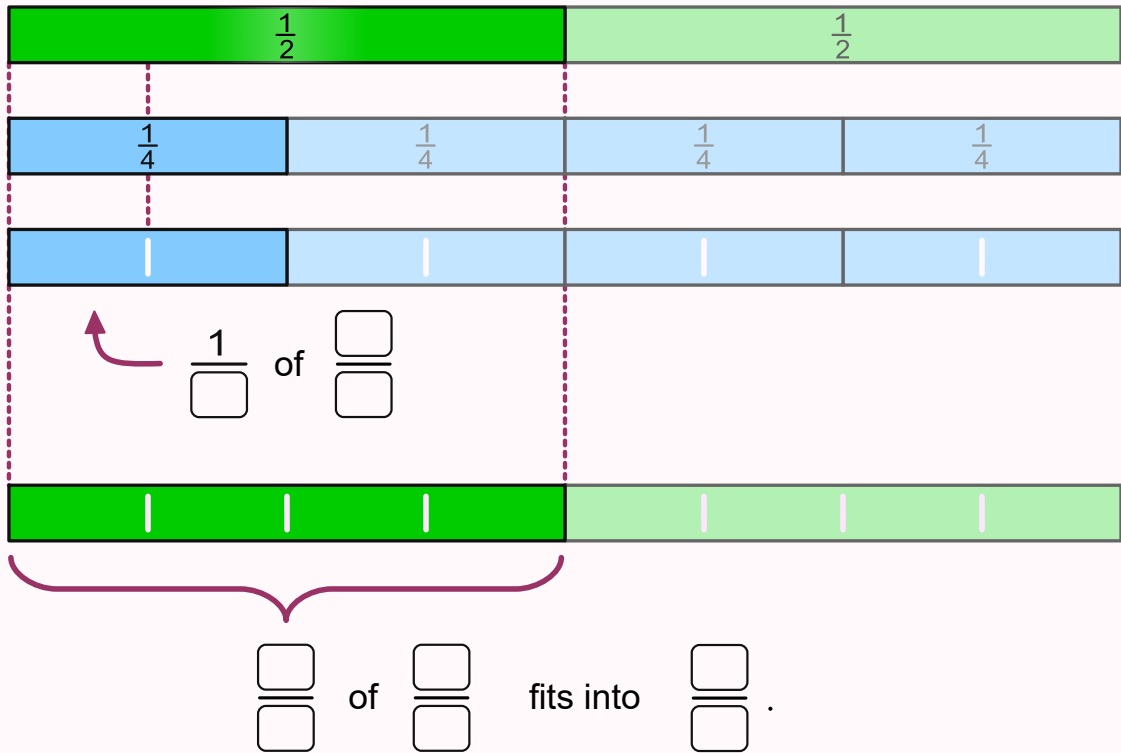 1/2 1/2
1/4 1/4 1/4 1/4
1/□ of □/□
□/□ of □/□ fits into □/□ .